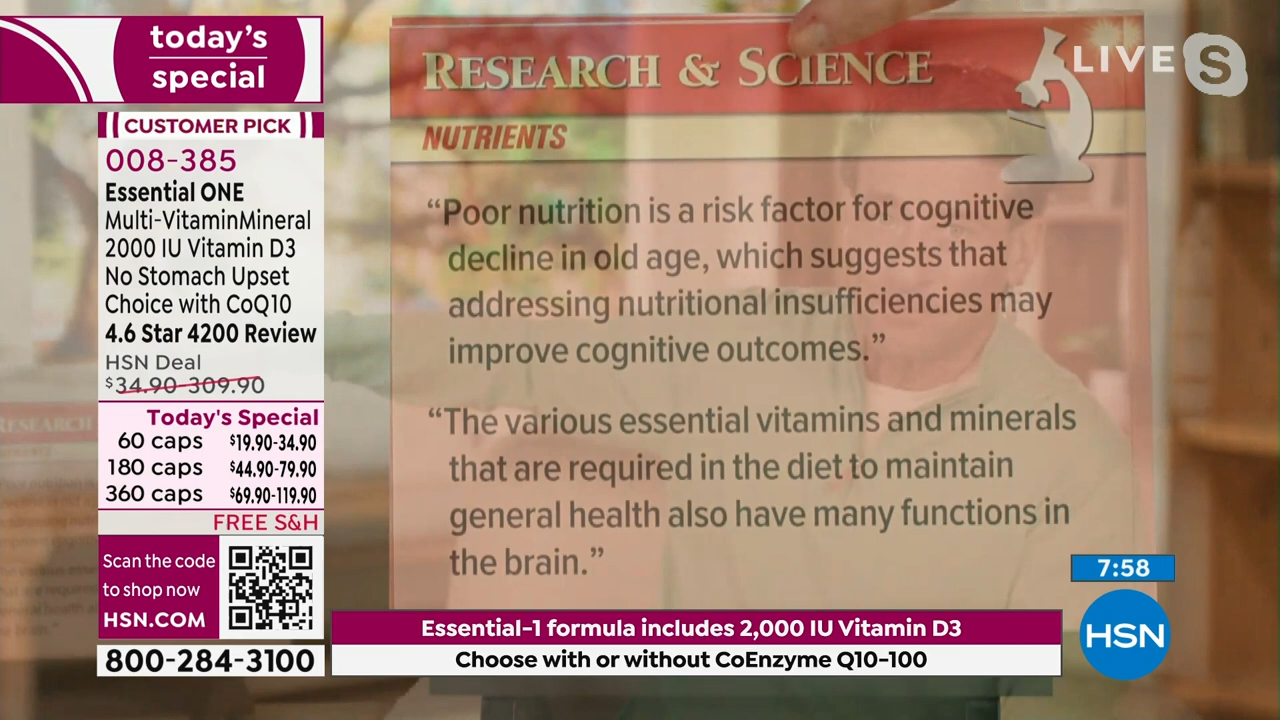 today's
special
CUSTOMER PICK
008-385
Essential ONE
Multi-VitaminMineral
2000 IU Vitamin D3
No Stomach Upset
Choice with CoQ10
4.6 Star 4200 Review
HSN Deal
$34.90-309.90
Today's Special
60 caps $19.90-34.90
180 caps $44.90-79.90
360 caps $69.90-119.90
FREE S&H
Scan the code
to shop now
HSN.COM
800-284-3100
RESEARCH & SCIENCE
NUTRIENTS
“Poor nutrition is a risk factor for cognitive
decline in old age, which suggests that
addressing nutritional insufficiencies may
improve cognitive outcomes.”
“The various essential vitamins and minerals
that are required in the diet to maintain
general health also have many functions in
the brain.”
LIVE S
7:58
HSN
Essential-1 formula includes 2,000 IU Vitamin D3
Choose with or without CoEnzyme Q10-100
RESEARCH